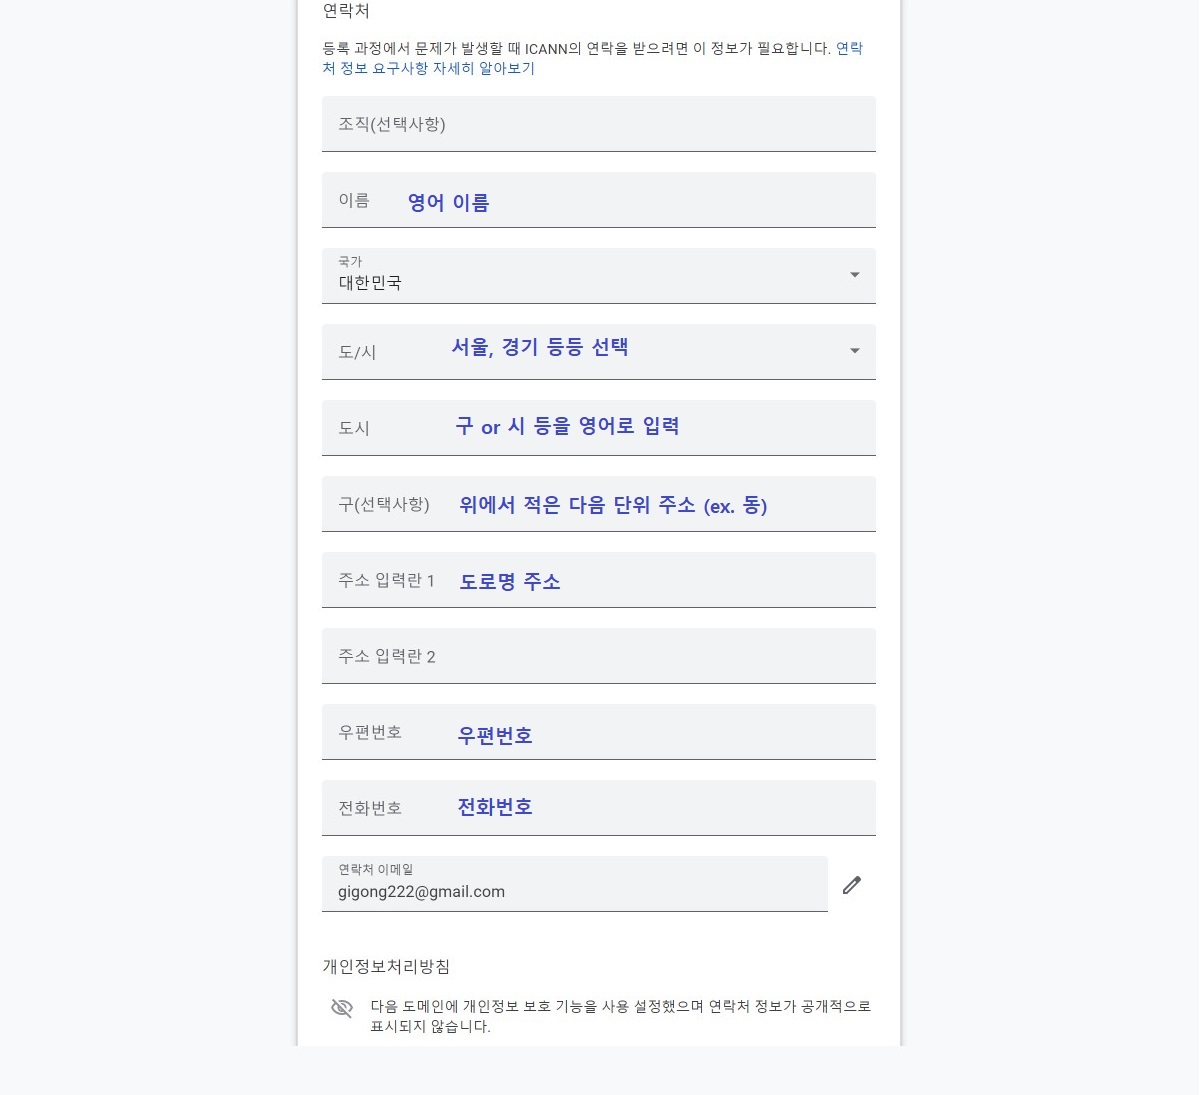 연락처
등록 과정에서 문제가 발생할 때 ICANN의 연락을 받으려면 이 정보가 필요합니다. 연락
처 정보 요구사항 자세히 알아보기
조직(선택사항)
이름 영어 이름
국가
대한민국
도/시 서울, 경기 등등 선택
도시 구 or 시 등을 영어로 입력
구(선택사항) 위에서 적은 다음 단위 주소 (ex. 동)
주소 입력란 1 도로명 주소
주소 입력란 2
우편번호 우편번호
전화번호 전화번호
연락처 이메일
gigong222@gmail.com
개인정보처리방침
다음 도메인에 개인정보 보호 기능을 사용 설정했으며 연락처 정보가 공개적으로
표시되지 않습니다.